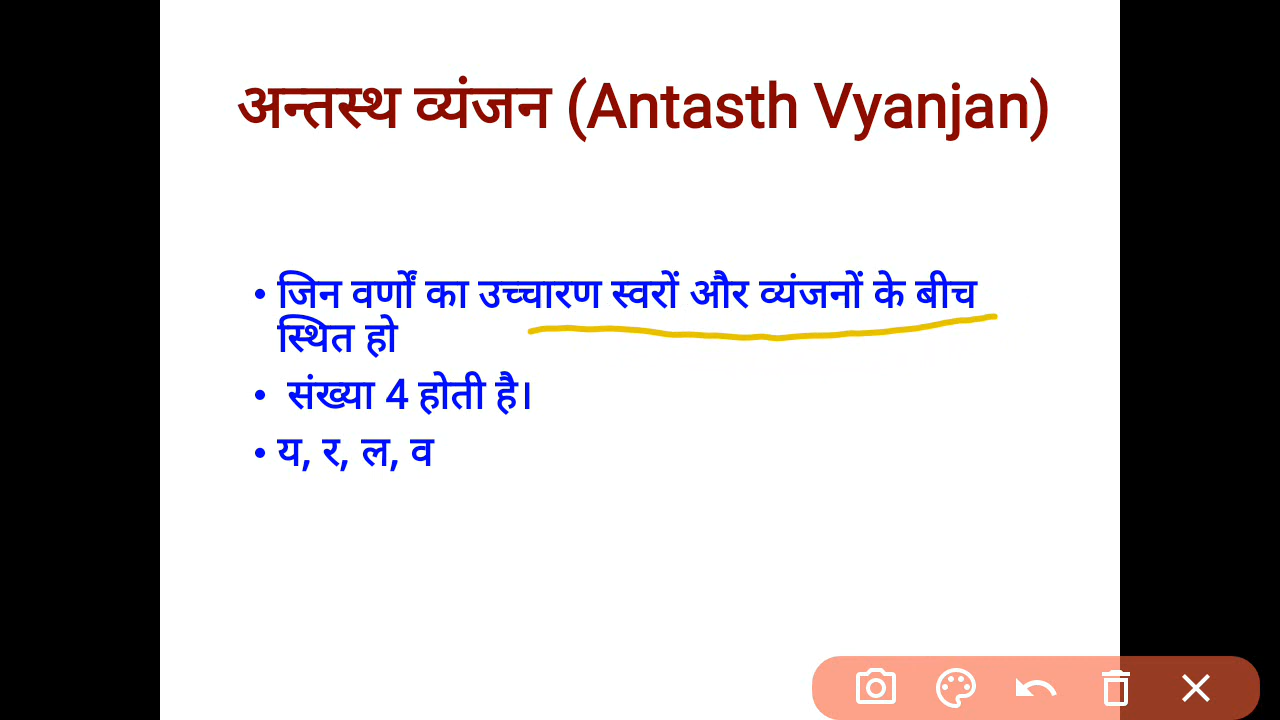 अन्तस्थ व्यंजन (Antasth Vyanjan)
• जिन वर्णों का उच्चारण स्वरों और व्यंजनों के बीच
स्थित हो
• संख्या 4 होती है।
• य, र, ल, व